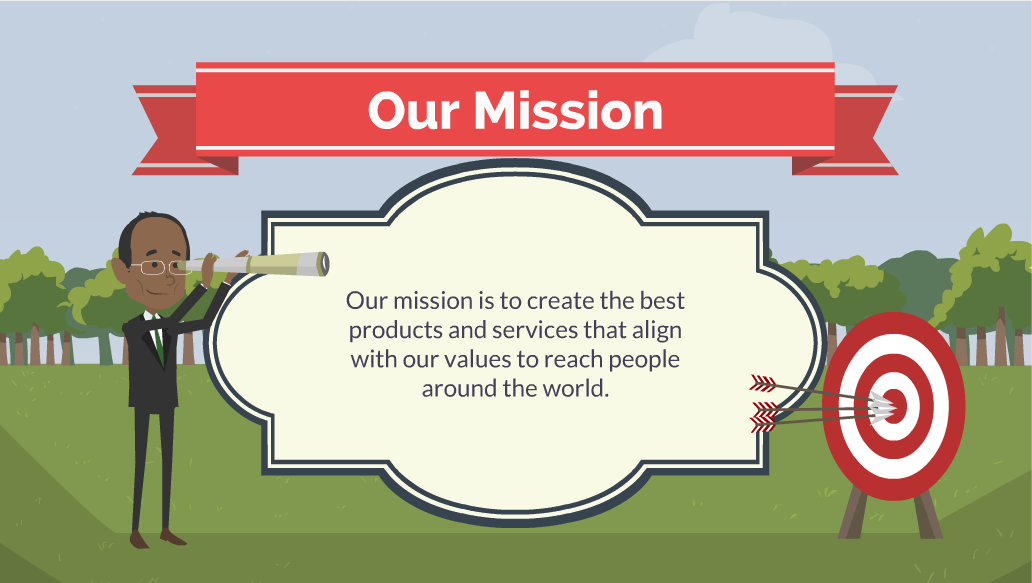 Our Mission
Our mission is to create the best
products and services that align
with our values to reach people
around the world.